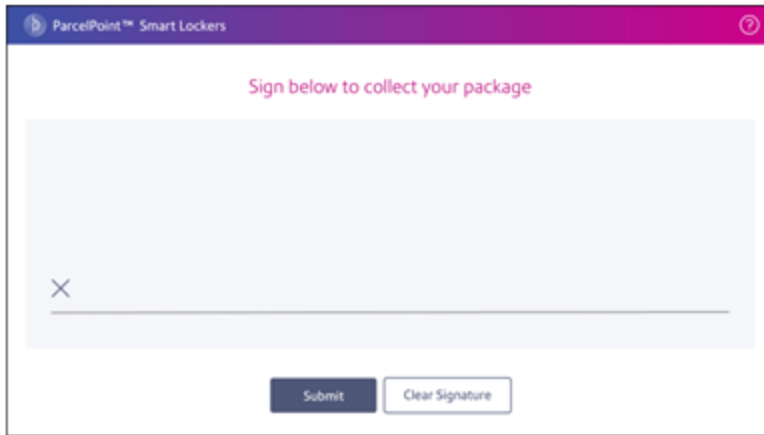 ParcelPoint™ Smart Lockers ?
Sign below to collect your package
Submit Clear Signature